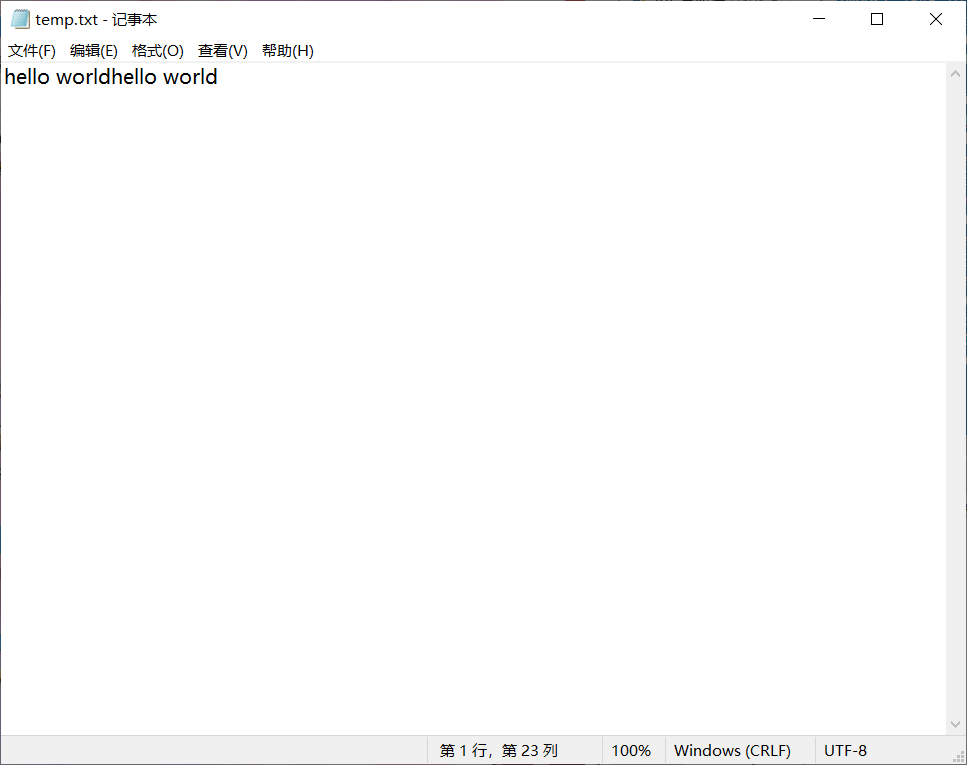 temp.txt - 记事本
文件(F) 编辑(E) 格式(O) 查看(V) 帮助(H)
hello worldhello world
第 1 行，第 23 列 100% Windows (CRLF) UTF-8